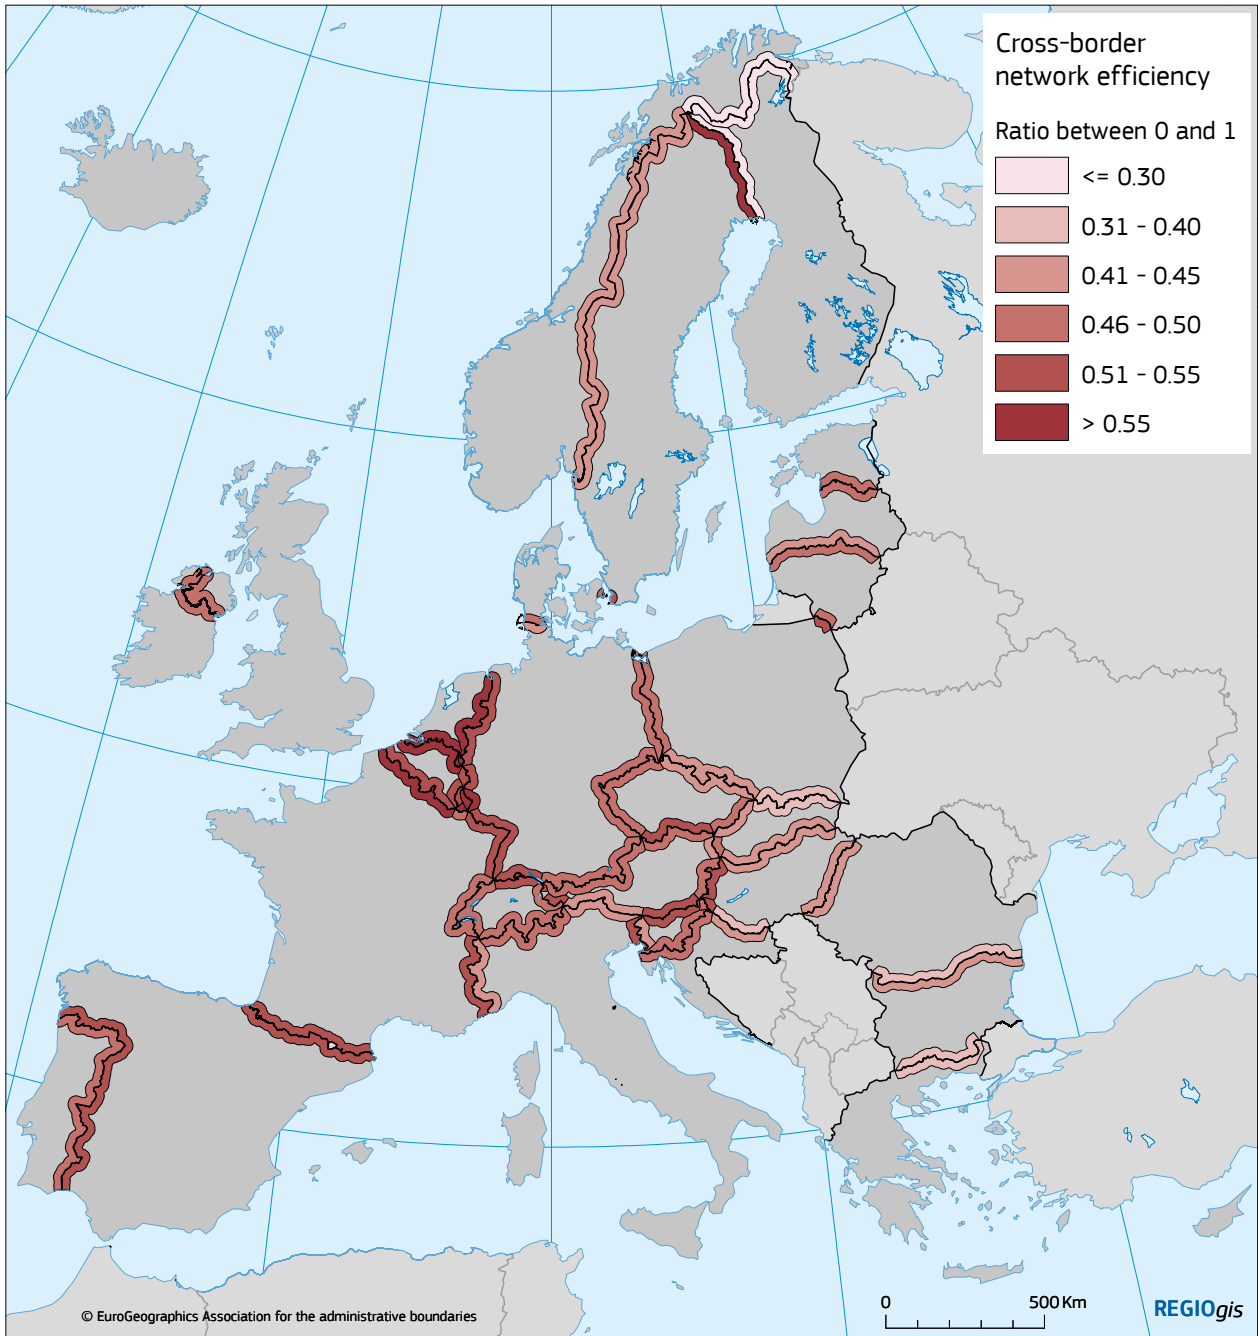 Cross-border
network efficiency
Ratio between 0 and 1
<= 0.30
0.31 - 0.40
0.41 - 0.45
0.46 - 0.50
0.51 - 0.55
> 0.55
© EuroGeographics Association for the administrative boundaries
0 500 Km
REGIOgis